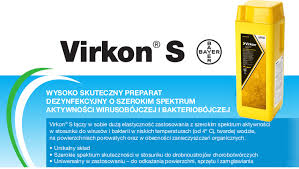 Virkon® S
BAYER
Virkon® S
WYSOKO SKUTECZNY PREPARAT
DEZYNFEKCYJNY O SZEROKIM SPEKTRUM
AKTYWNOŚCI WIRUSOBÓJCZEJ I BAKTERIOBÓJCZEJ
Virkon® S łączy w sobie dużą elastyczność zastosowania z szerokim spektrum aktywności
w stosunku do wirusów i bakterii w niskich temperaturach (od 4° C), twardej wodzie,
na powierzchniach porowatych oraz w obecności zanieczyszczeń organicznych.
• Unikalny skład
• Szerokie spektrum skuteczności w stosunku do drobnoustrojów chorobotwórczych
• Uniwersalny w zastosowaniu – do odkażania powierzchni, sprzętu i zamgławiania